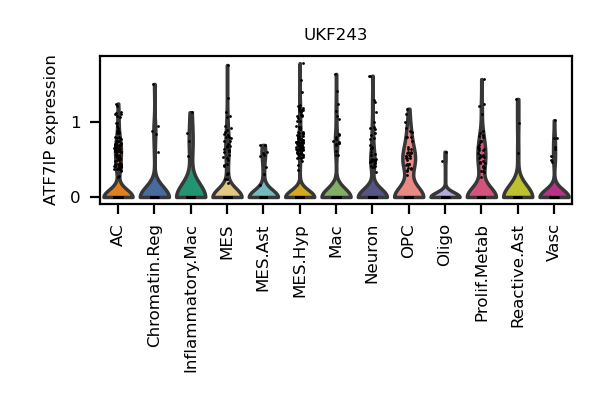 UKF243
ATF7IP expression
1
0
AC
Chromatin.Reg
Inflammatory.Mac
MES
MES.Ast
MES.Hyp
Mac
Neuron
OPC
Oligo
Prolif.Metab
Reactive.Ast
Vasc